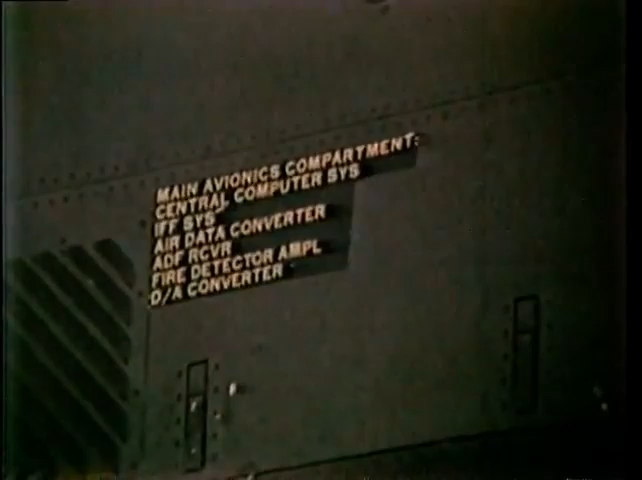 MAIN AVIONICS COMPARTMENT:
CENTRAL COMPUTER SYS
IFF SYS
AIR DATA CONVERTER
ADF RCVR
FIRE DETECTOR AMPL
D/A CONVERTER